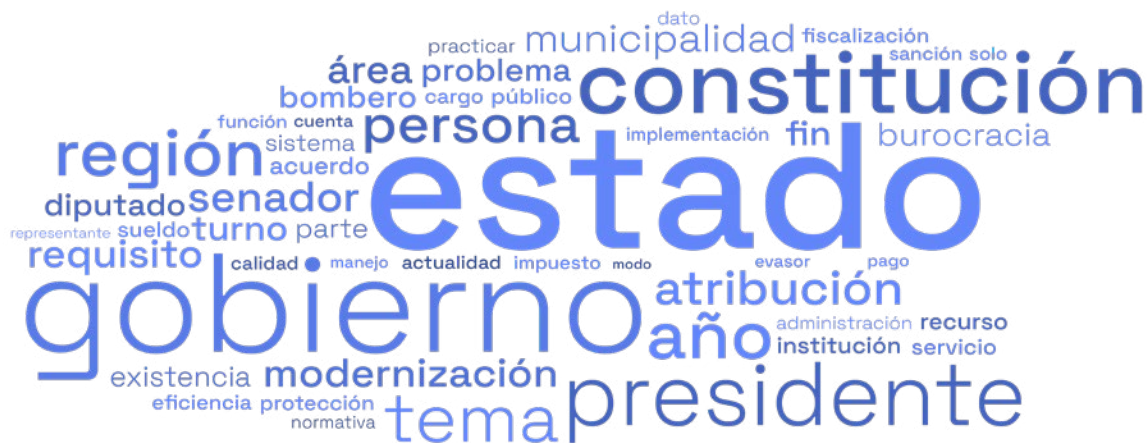 dato
practicar municipalidad fiscalización
sanción solo
área problema constitución
bombero cargo público
función cuenta persona implementación fin burocracia
región sistema
acuerdo estado
diputado senador
representante sueldo turno parte
requisito calidad manejo actualidad impuesto modo evasor pago
gobierno atribución
año administración recurso
institución servicio
existencia modernización presidente
eficiencia protección tema
normativa